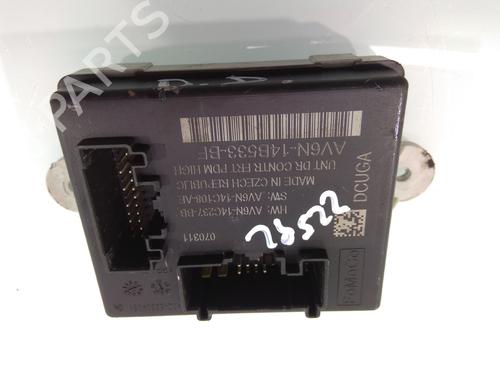 PARTS
D.D.
AV6N-14B533-BF
UNT DR CONTR FRT PDM HIGH
MADE IN CZECH REPUBLIC
SW: AV6N-14C108-AE
HW: AV6N-14C237-BB
070311
DCUGA
FoMoCo
28522